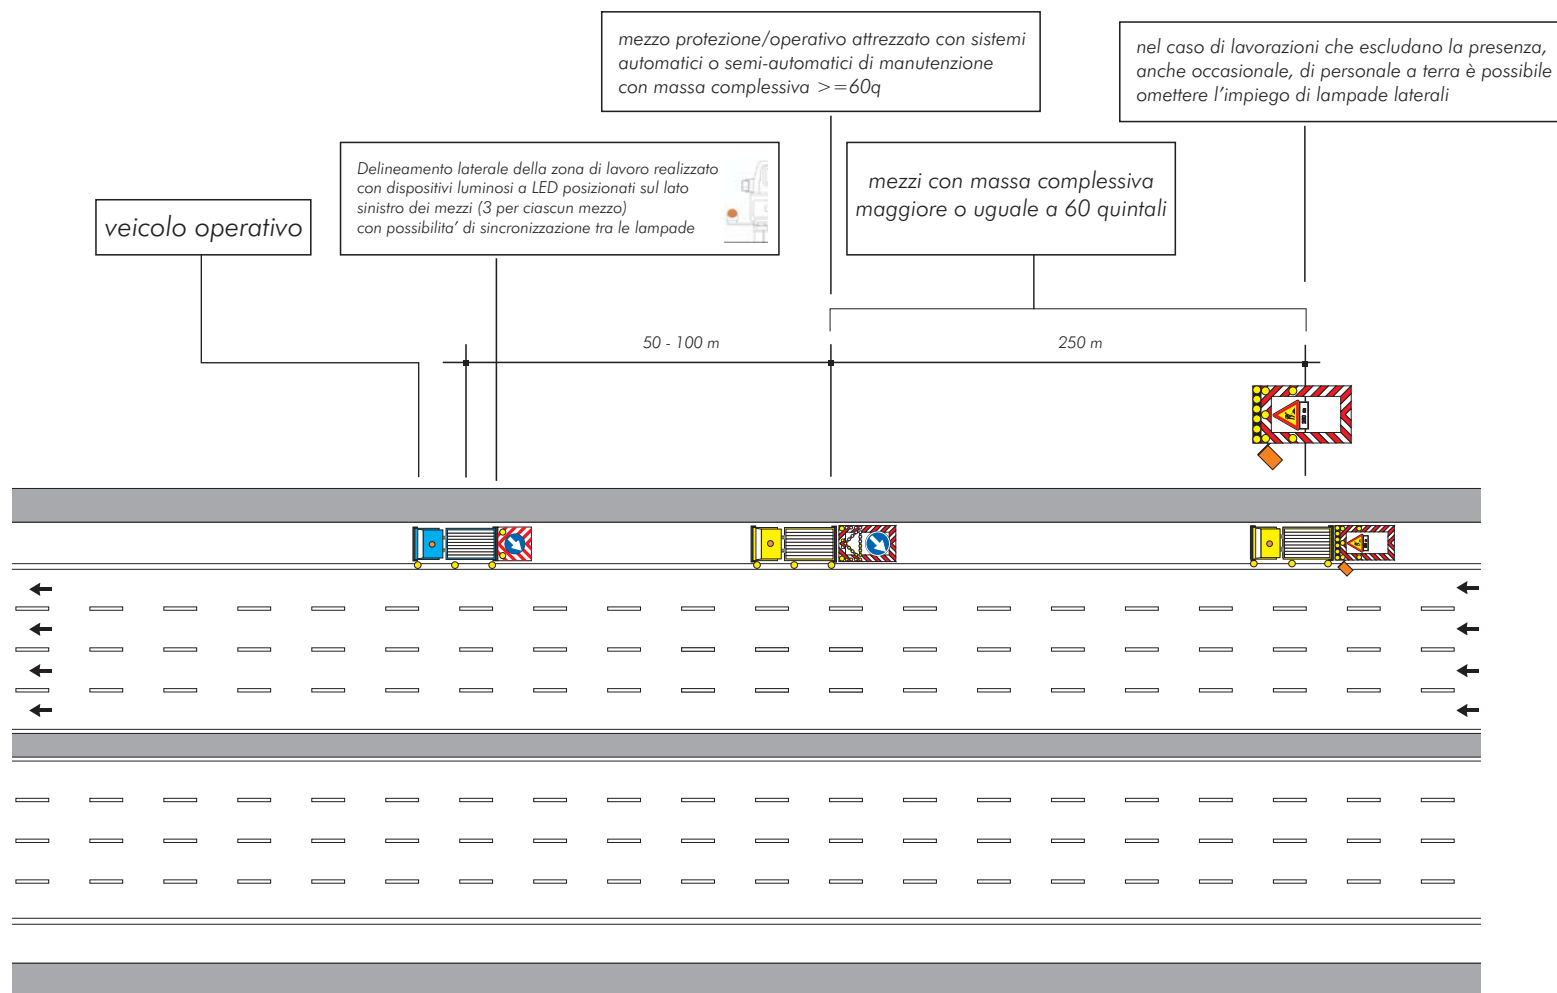 mezzo protezione/operativo attrezzato con sistemi
automatici o semi-automatici di manutenzione
con massa complessiva >=60q
nel caso di lavorazioni che escludano la presenza,
anche occasionale, di personale a terra è possibile
omettere l'impiego di lampade laterali
Delineamento laterale della zona di lavoro realizzato
con dispositivi luminosi a LED posizionati sul lato
sinistro dei mezzi (3 per ciascun mezzo)
con possibilita' di sincronizzazione tra le lampade
mezzi con massa complessiva
maggiore o uguale a 60 quintali
veicolo operativo
50 - 100 m
250 m